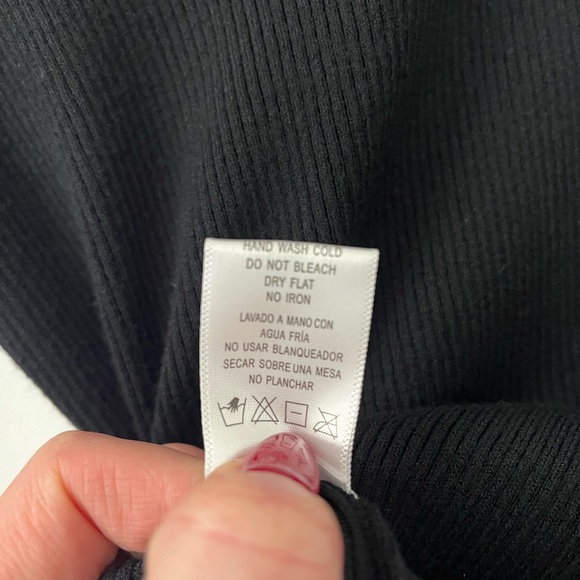 HAND WASH COLD
DO NOT BLEACH
DRY FLAT
NO IRON
LAVADO A MANO CON
AGUA FRÍA
NO USAR BLANQUEADOR
SECAR SOBRE UNA MESA
NO PLANCHAR